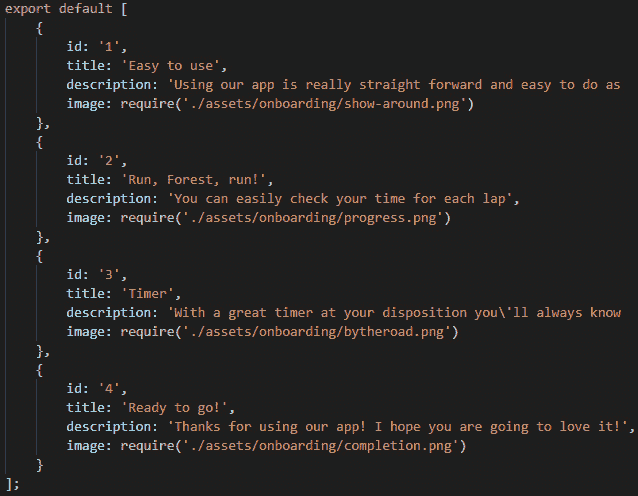 export default [
    {
        id: '1',
        title: 'Easy to use',
        description: 'Using our app is really straight forward and easy to do as
        image: require('./assets/onboarding/show-around.png')
    },
    {
        id: '2',
        title: 'Run, Forest, run!',
        description: 'You can easily check your time for each lap',
        image: require('./assets/onboarding/progress.png')
    },
    {
        id: '3',
        title: 'Timer',
        description: 'With a great timer at your disposition you\'ll always know
        image: require('./assets/onboarding/bytheroad.png')
    },
    {
        id: '4',
        title: 'Ready to go!',
        description: 'Thanks for using our app! I hope you are going to love it!',
        image: require('./assets/onboarding/completion.png')
    }
];